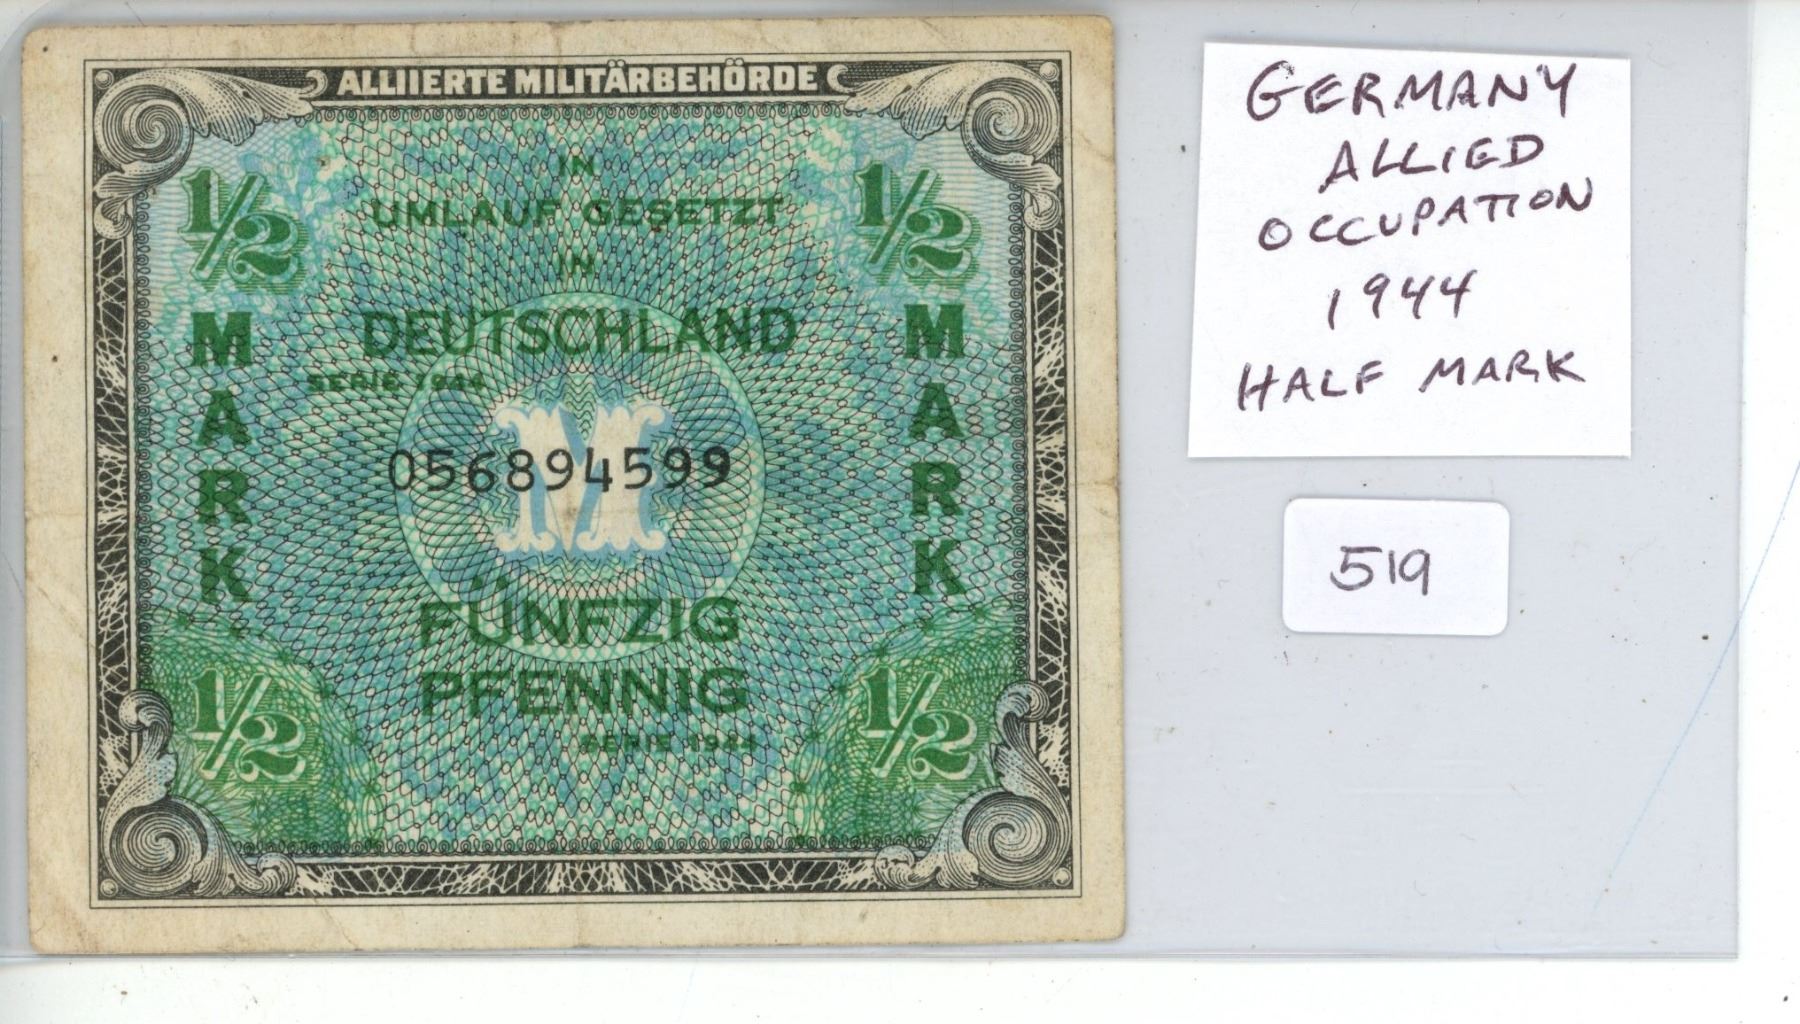 ALLIIERTE MILITÄRBEHÖRDE
1/2 1/2
IN
UMLAUF GESETZT
IN
DEUTSCHLAND
SERIE 1944
MARK MARK
M
056894599
FÜNFZIG
PFENNIG
SERIE 1944
1/2 1/2
GERMANY
ALLIED
OCCUPATION
1944
HALF MARK
519